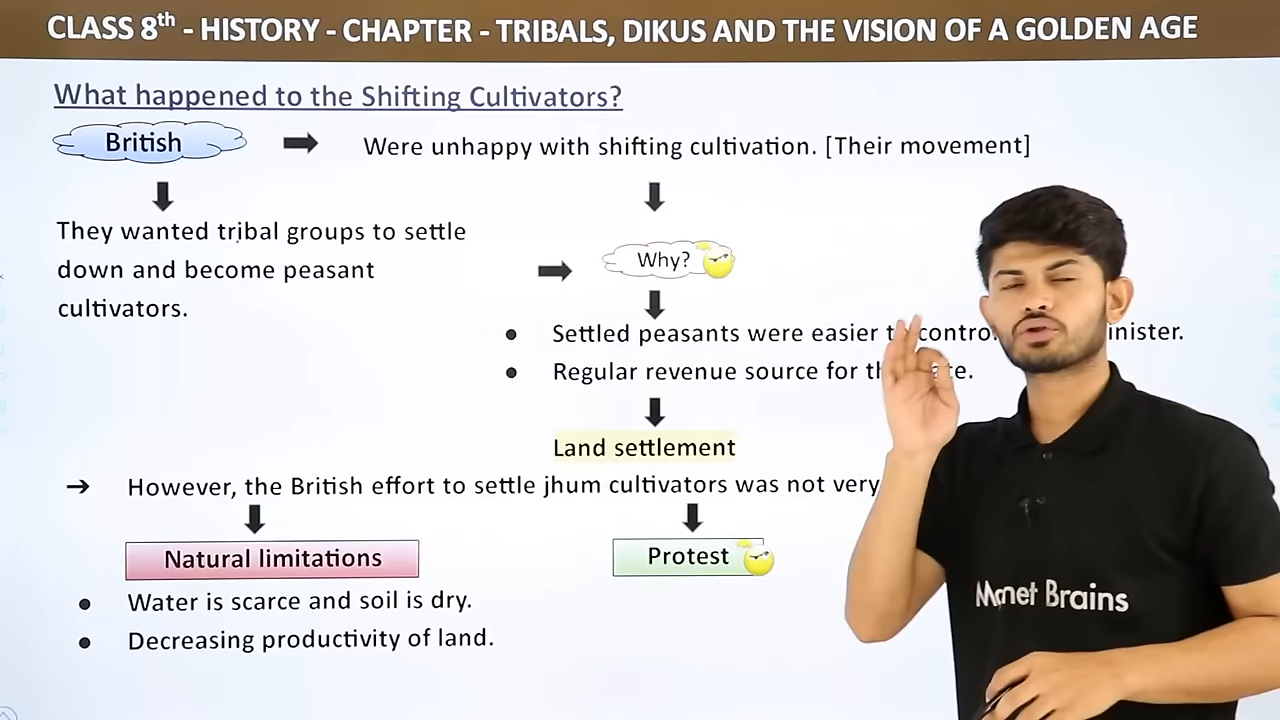 CLASS 8th - HISTORY - CHAPTER - TRIBALS, DIKUS AND THE VISION OF A GOLDEN AGE
What happened to the Shifting Cultivators?
British
Were unhappy with shifting cultivation. [Their movement]
They wanted tribal groups to settle
down and become peasant
cultivators.
Why?
Settled peasants were easier
Regular revenue source for
Land settlement
However, the British effort to settle jhum cultivators was not very
Natural limitations
Protest
Water is scarce and soil is dry.
Decreasing productivity of land.
Brains